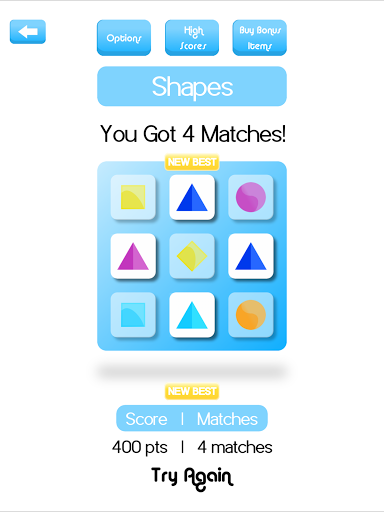 Options
High
Scores
Buy Bonus
Items
Shapes
You Got 4 Matches!
NEW BEST
NEW BEST
Score | Matches
400 pts | 4 matches
Try Again